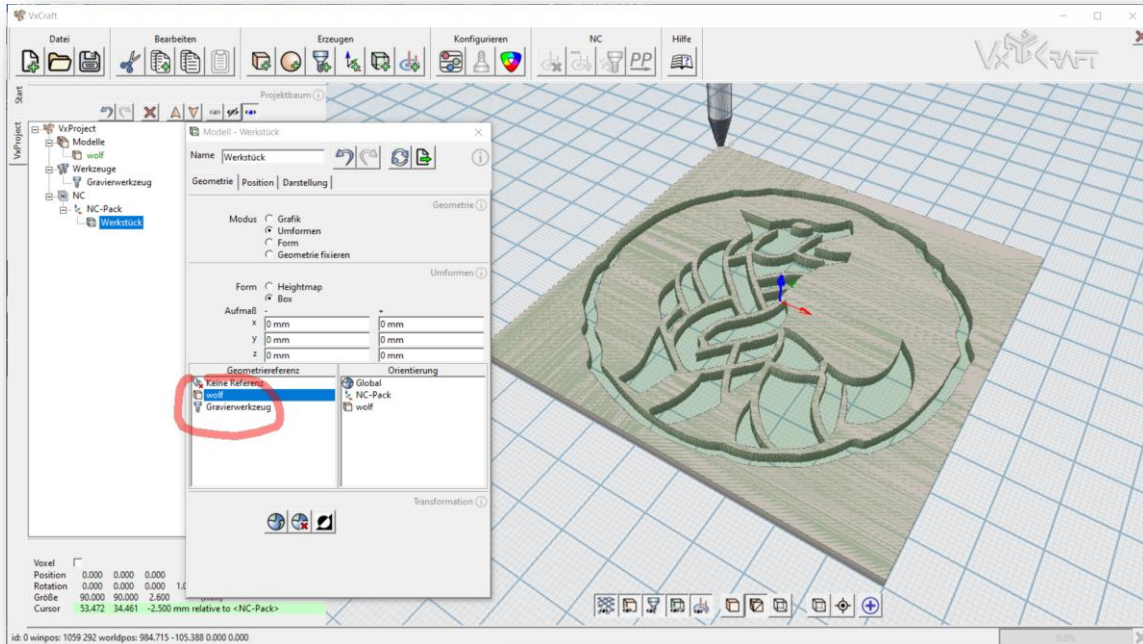 VxCraft
Datei Bearbeiten Erzeugen Konfigurieren NC Hilfe
PP
VXCRAFT
Start
VxProject
Projektbaum
VxProject
Modelle
wolf
Werkzeuge
Gravierwerkzeug
NC
NC-Pack
Werkstück
Modell - Werkstück
Name Werkstück
Geometrie Position Darstellung
Geometrie
Modus Grafik
Umformen
Form
Geometrie fixieren
Umformen
Form Heightmap
Box
Aufmaß - +
x 0 mm 0 mm
y 0 mm 0 mm
z 0 mm 0 mm
Geometriereferenz Orientierung
Keine Referenz Global
wolf NC-Pack
Gravierwerkzeug wolf
Transformation
Voxel
Position 0.000 0.000 0.000
Rotation 0.000 0.000 0.000 1.0
Größe 90.000 90.000 2.600
Cursor 53.472 34.461 -2.500 mm relative to <NC-Pack>
id: 0 winpos: 1059 292 worldpos: 984.715 -105.388 0.000 0.000
0.0%